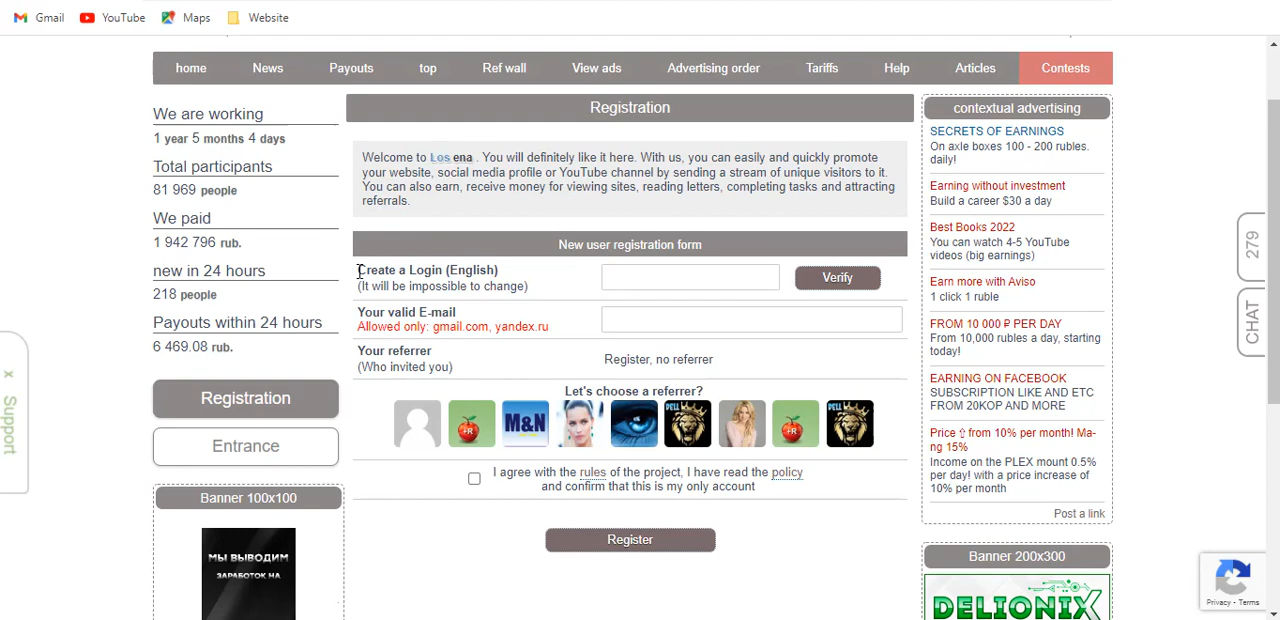 Gmail YouTube Maps Website
home News Payouts top Ref wall View ads Advertising order Tariffs Help Articles Contests
We are working
1 year 5 months 4 days
Total participants
81 969 people
We paid
1 942 796 rub.
new in 24 hours
218 people
Payouts within 24 hours
6 469.08 rub.
Registration
Entrance
Banner 100x100
МЫ ВЫВОДИМ
ЗАРАБОТОК НА
x Support
Registration
Welcome to Los ena . You will definitely like it here. With us, you can easily and quickly promote
your website, social media profile or YouTube channel by sending a stream of unique visitors to it.
You can also earn, receive money for viewing sites, reading letters, completing tasks and attracting
referrals.
New user registration form
Create a Login (English)
(It will be impossible to change)
Verify
Your valid E-mail
Allowed only: gmail.com, yandex.ru
Your referrer
(Who invited you)
Register, no referrer
Let's choose a referrer?
+R M&N DELL +R DELL
I agree with the rules of the project, I have read the policy
and confirm that this is my only account
Register
contextual advertising
SECRETS OF EARNINGS
On axle boxes 100 - 200 rubles.
daily!
Earning without investment
Build a career $30 a day
Best Books 2022
You can watch 4-5 YouTube
videos (big earnings)
Earn more with Aviso
1 click 1 ruble
FROM 10 000 ₽ PER DAY
From 10,000 rubles a day, starting
today!
EARNING ON FACEBOOK
SUBSCRIPTION LIKE AND ETC
FROM 20KOP AND MORE
Price ⇧ from 10% per month! Ma-
ng 15%
Income on the PLEX mount 0.5%
per day! with a price increase of
10% per month
Post a link
Banner 200x300
DELIONIX
279
CHAT
Privacy - Terms